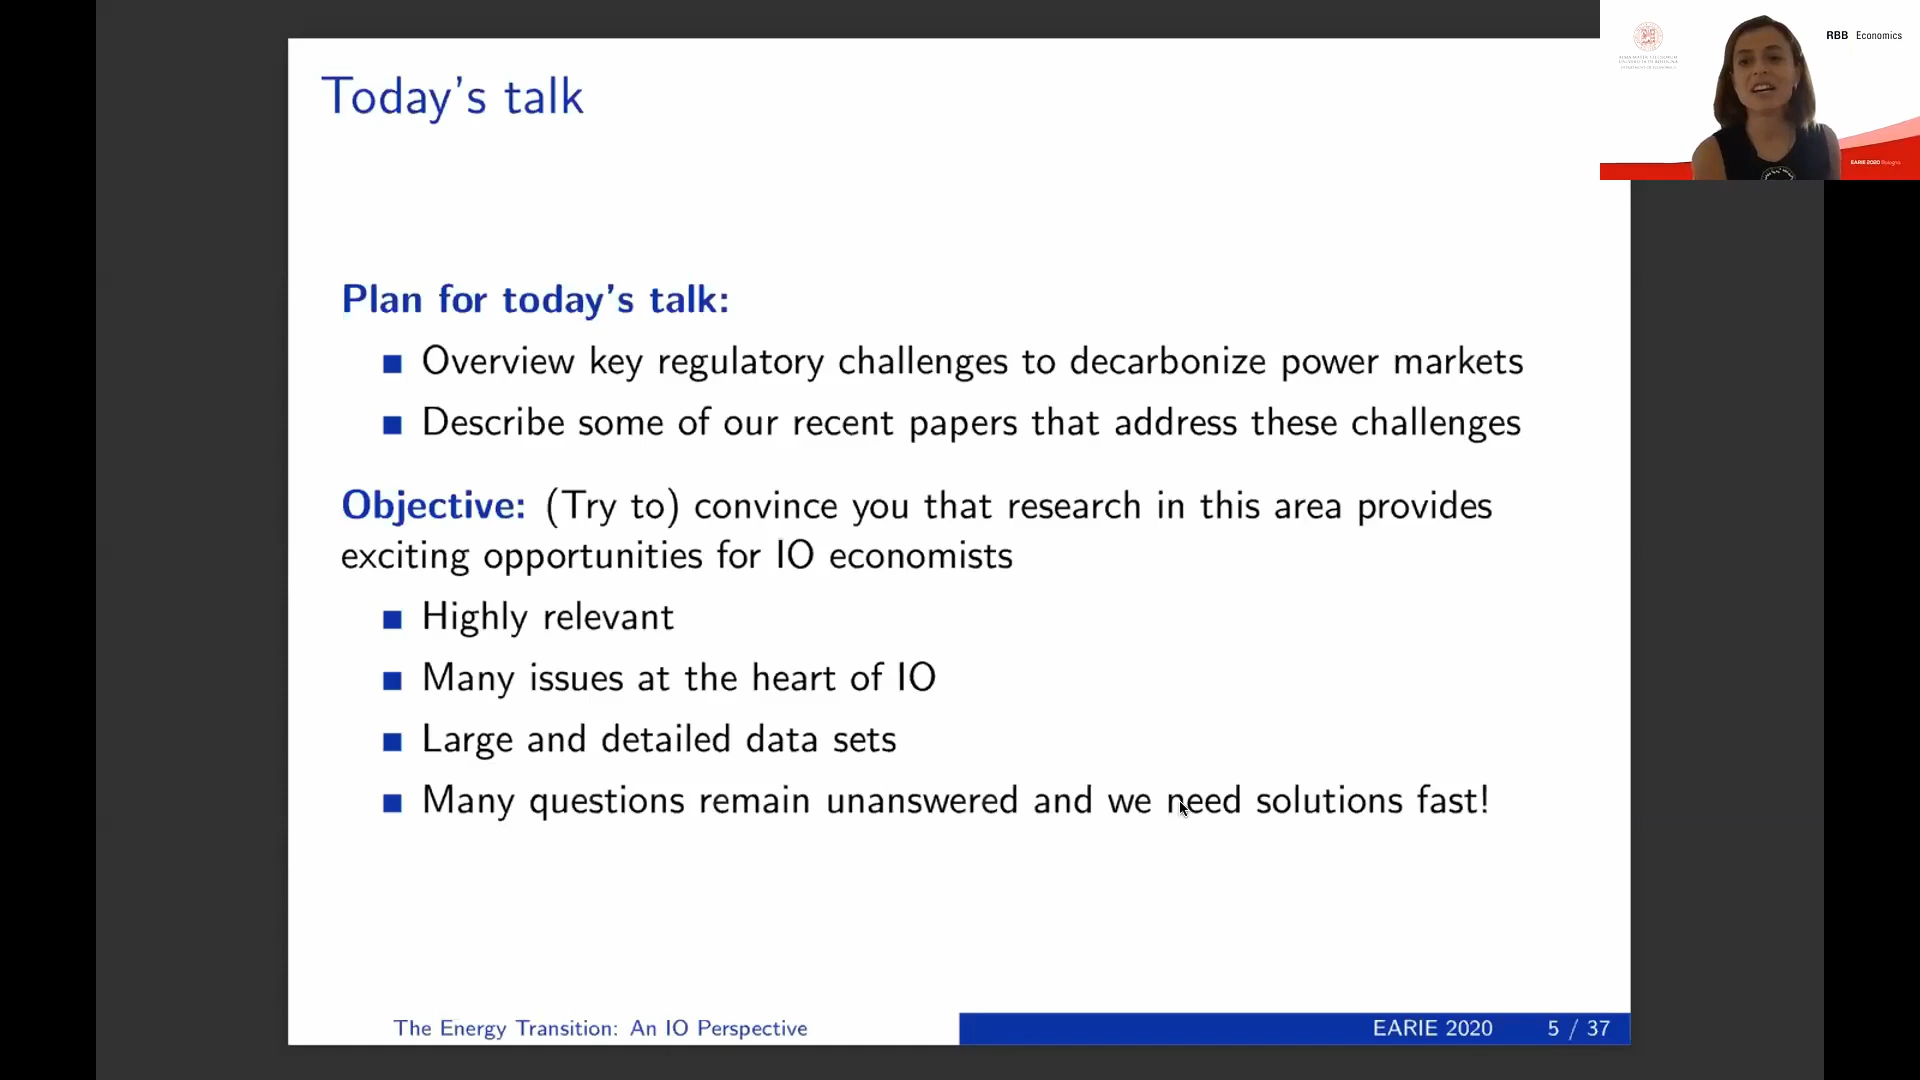 Today's talk
RBB Economics
EARIE 2020 Bologna
Plan for today's talk:
Overview key regulatory challenges to decarbonize power markets
Describe some of our recent papers that address these challenges
Objective: (Try to) convince you that research in this area provides
exciting opportunities for IO economists
Highly relevant
Many issues at the heart of IO
Large and detailed data sets
Many questions remain unanswered and we need solutions fast!
The Energy Transition: An IO Perspective
EARIE 2020 5 / 37